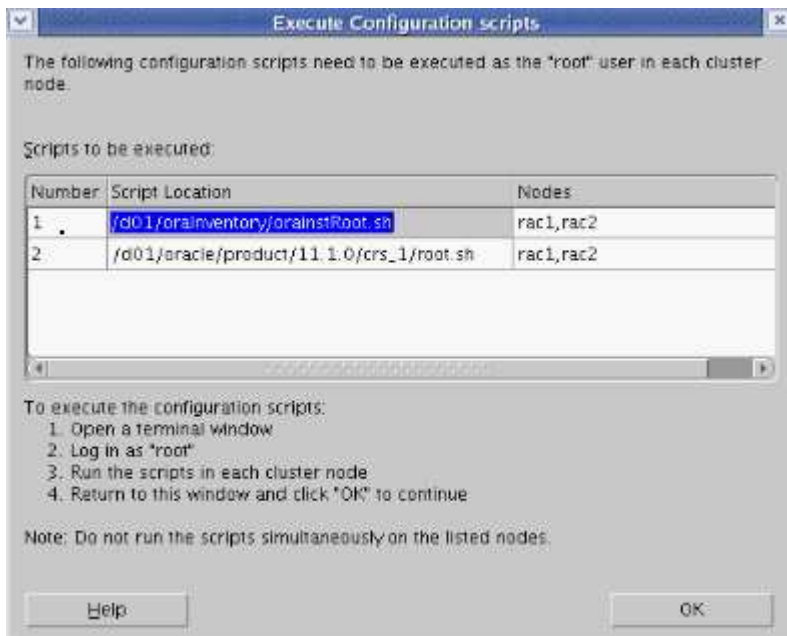 Execute Configuration scripts
The following configuration scripts need to be executed as the "root" user in each cluster
node.
Scripts to be executed:
Number Script Location Nodes
1 /d01/oraInventory/orainstRoot.sh rac1,rac2
2 /d01/oracle/product/11.1.0/crs_1/root.sh rac1,rac2
To execute the configuration scripts:
1. Open a terminal window
2. Log in as "root"
3. Run the scripts in each cluster node
4. Return to this window and click "OK" to continue
Note: Do not run the scripts simultaneously on the listed nodes.
Help OK